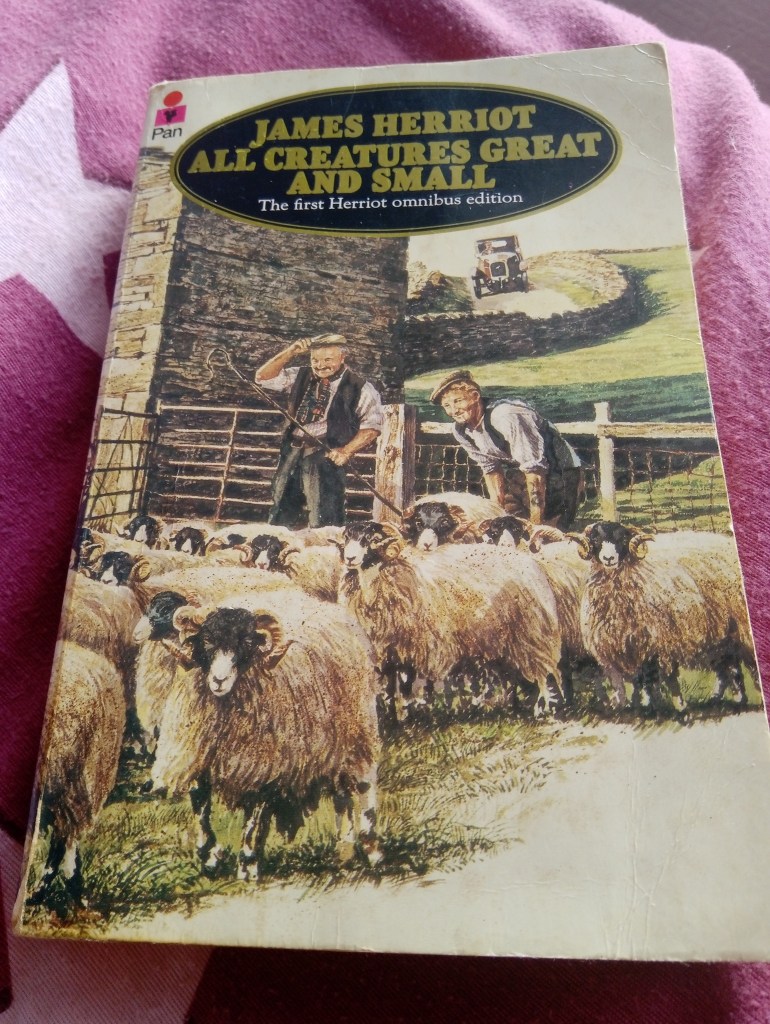 Pan
JAMES HERRIOT
ALL CREATURES GREAT
AND SMALL
The first Herriot omnibus edition